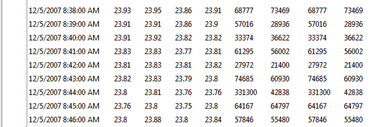 12/5/2007 8:38:00 AM 23.93 23.95 23.86 23.91 68777 73469 68777 73469
12/5/2007 8:39:00 AM 23.91 23.91 23.86 23.9 57016 28936 57016 28936
12/5/2007 8:40:00 AM 23.91 23.92 23.82 23.82 33374 36622 33374 36622
12/5/2007 8:41:00 AM 23.83 23.83 23.77 23.81 61295 56002 61295 56002
12/5/2007 8:42:00 AM 23.81 23.83 23.81 23.82 27972 21400 27972 21400
12/5/2007 8:43:00 AM 23.82 23.83 23.79 23.8 74685 60930 74685 60930
12/5/2007 8:44:00 AM 23.8 23.81 23.76 23.76 331300 42838 331300 42838
12/5/2007 8:45:00 AM 23.76 23.8 23.75 23.8 64167 64797 64167 64797
12/5/2007 8:46:00 AM 23.8 23.88 23.8 23.84 57846 55480 57846 55480